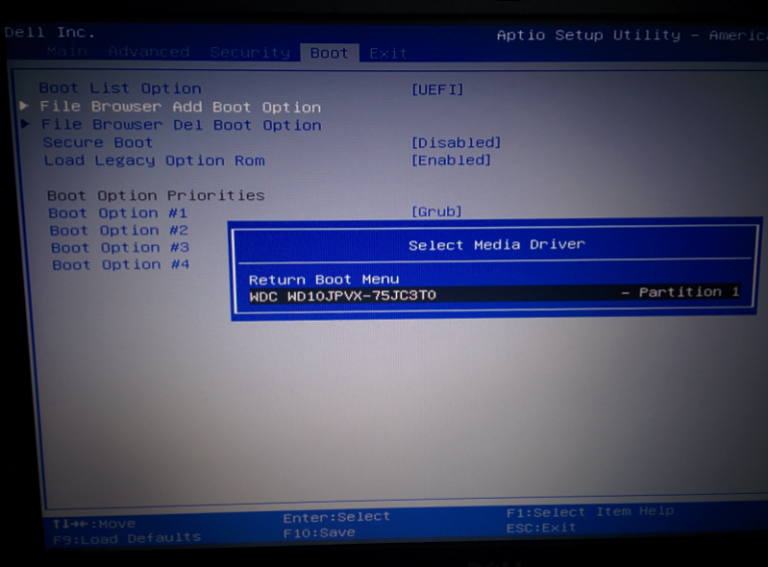 Dell Inc.
Aptio Setup Utility - Americ
Main Advanced Security Boot Exit
Boot List Option [UEFI]
File Browser Add Boot Option
File Browser Del Boot Option
Secure Boot [Disabled]
Load Legacy Option Rom [Enabled]
Boot Option Priorities
Boot Option #1 [Grub]
Boot Option #2
Boot Option #3
Boot Option #4
Select Media Driver
Return Boot Menu
WDC WD10JPVX-75JC3T0 - Partition 1
↑↓→←:Move Enter:Select F1:Select Item Help
F9:Load Defaults F10:Save ESC:Exit